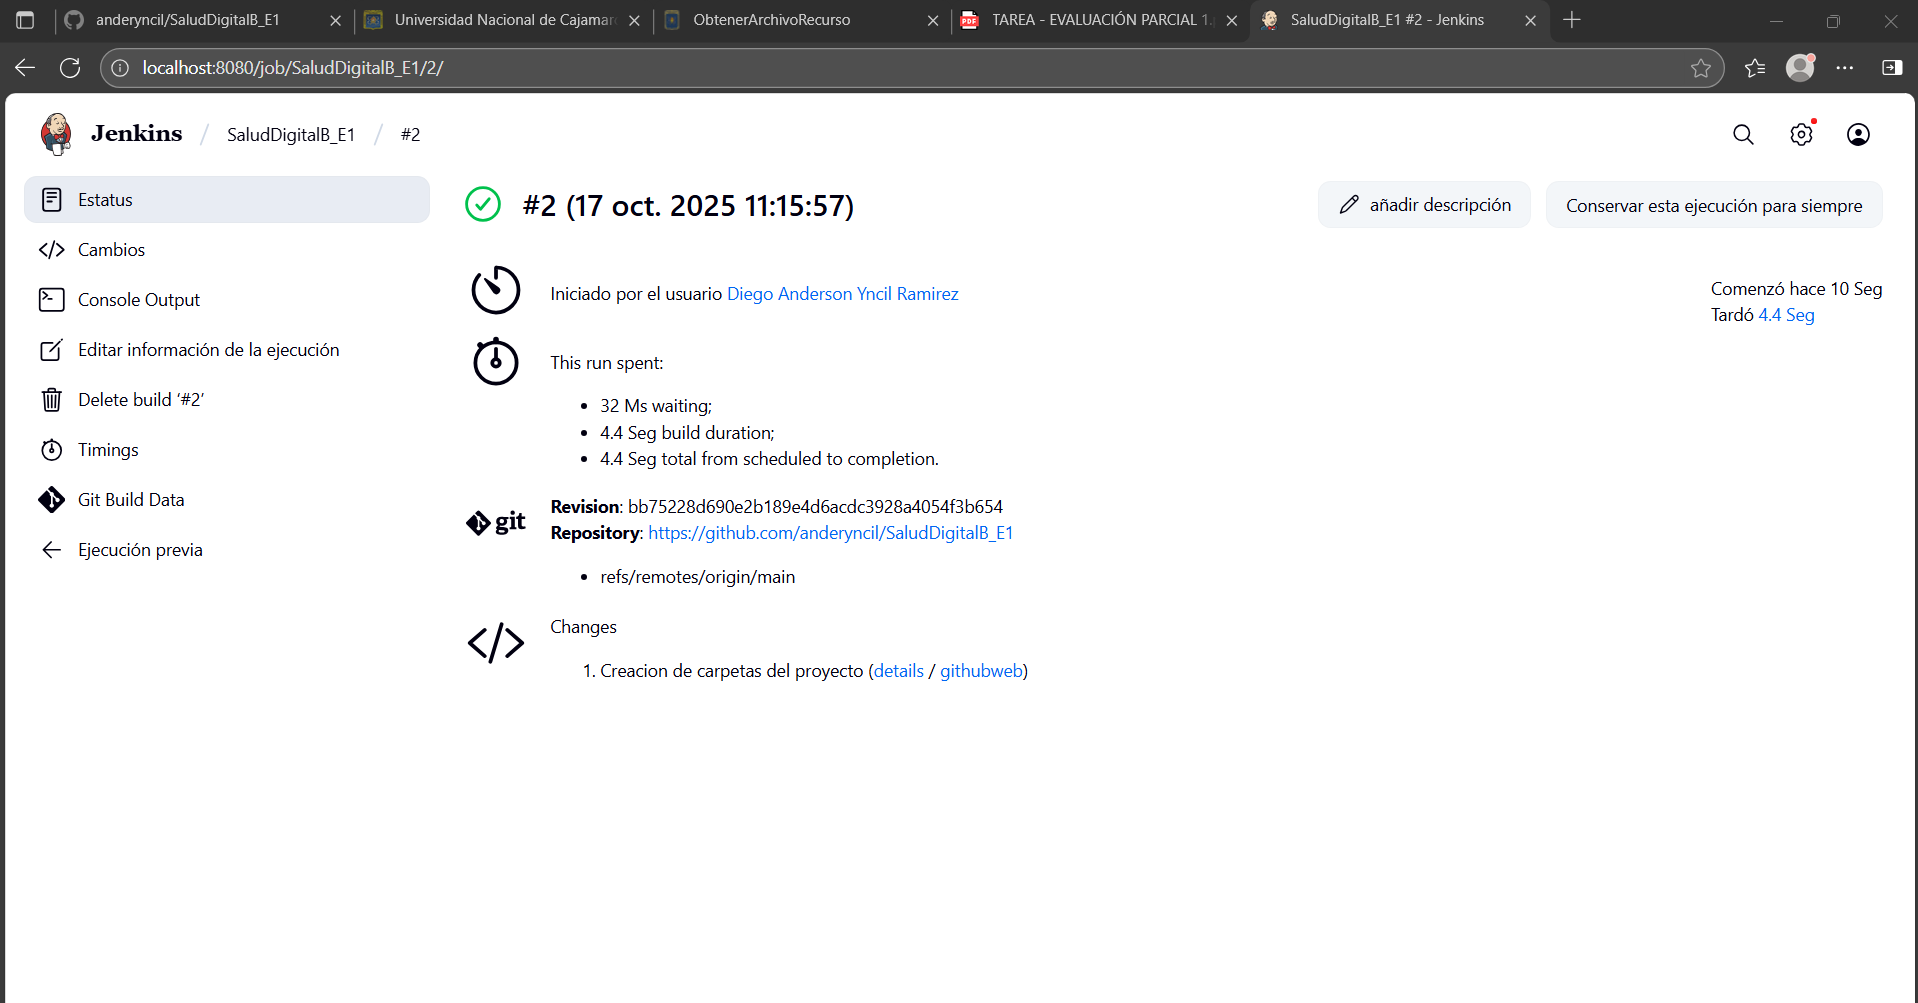 anderyncil/SaludDigitalB_E1
Universidad Nacional de Cajamarc
ObtenerArchivoRecurso
TAREA - EVALUACIÓN PARCIAL 1.
SaludDigitalB_E1 #2 - Jenkins
localhost:8080/job/SaludDigitalB_E1/2/
Jenkins / SaludDigitalB_E1 / #2
Estatus
Cambios
Console Output
Editar información de la ejecución
Delete build ‘#2’
Timings
Git Build Data
Ejecución previa
#2 (17 oct. 2025 11:15:57)
añadir descripción
Conservar esta ejecución para siempre
Iniciado por el usuario Diego Anderson Yncil Ramirez
Comenzó hace 10 Seg
Tardó 4.4 Seg
This run spent:
• 32 Ms waiting;
• 4.4 Seg build duration;
• 4.4 Seg total from scheduled to completion.
git
Revision: bb75228d690e2b189e4d6acdc3928a4054f3b654
Repository: https://github.com/anderyncil/SaludDigitalB_E1
• refs/remotes/origin/main
Changes
1. Creacion de carpetas del proyecto (details / githubweb)